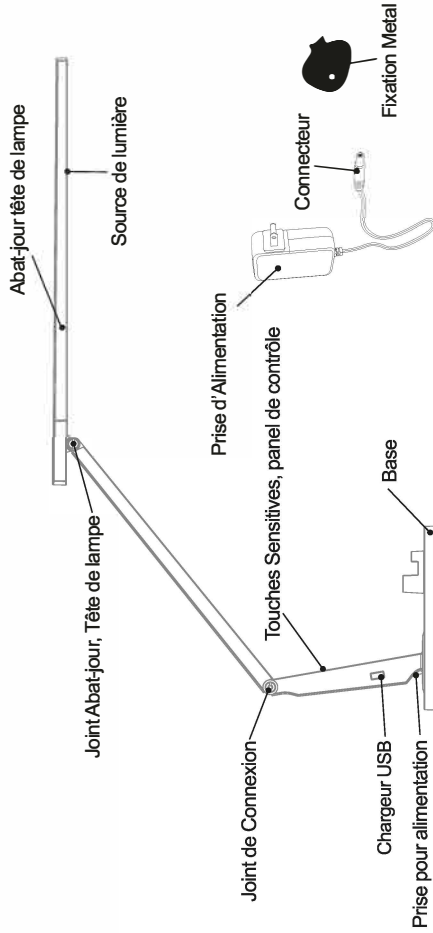 Abat-jour tête de lampe
Source de lumière
Joint Abat-jour, Tête de lampe
Joint de Connexion
Touches Sensitives, panel de contrôle
Chargeur USB
Prise pour alimentation
Base
Prise d'Alimentation
Connecteur
Fixation Metal